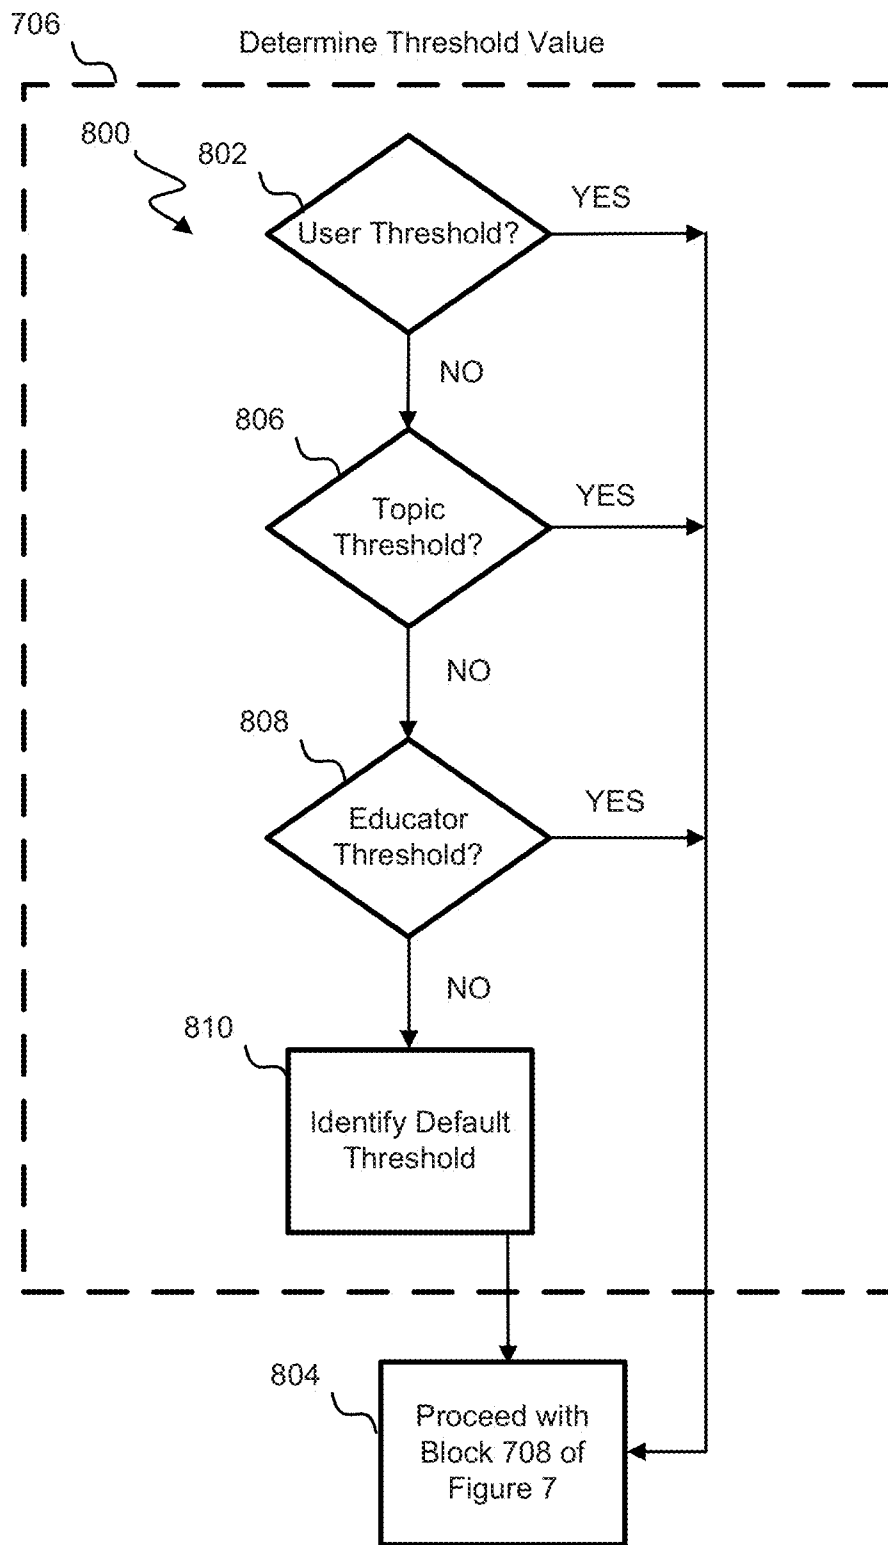 706
Determine Threshold Value
800
802
YES
User Threshold?
NO
806
YES
Topic
Threshold?
NO
808
YES
Educator
Threshold?
NO
810
Identify Default
Threshold
804
Proceed with
Block 708 of
Figure 7